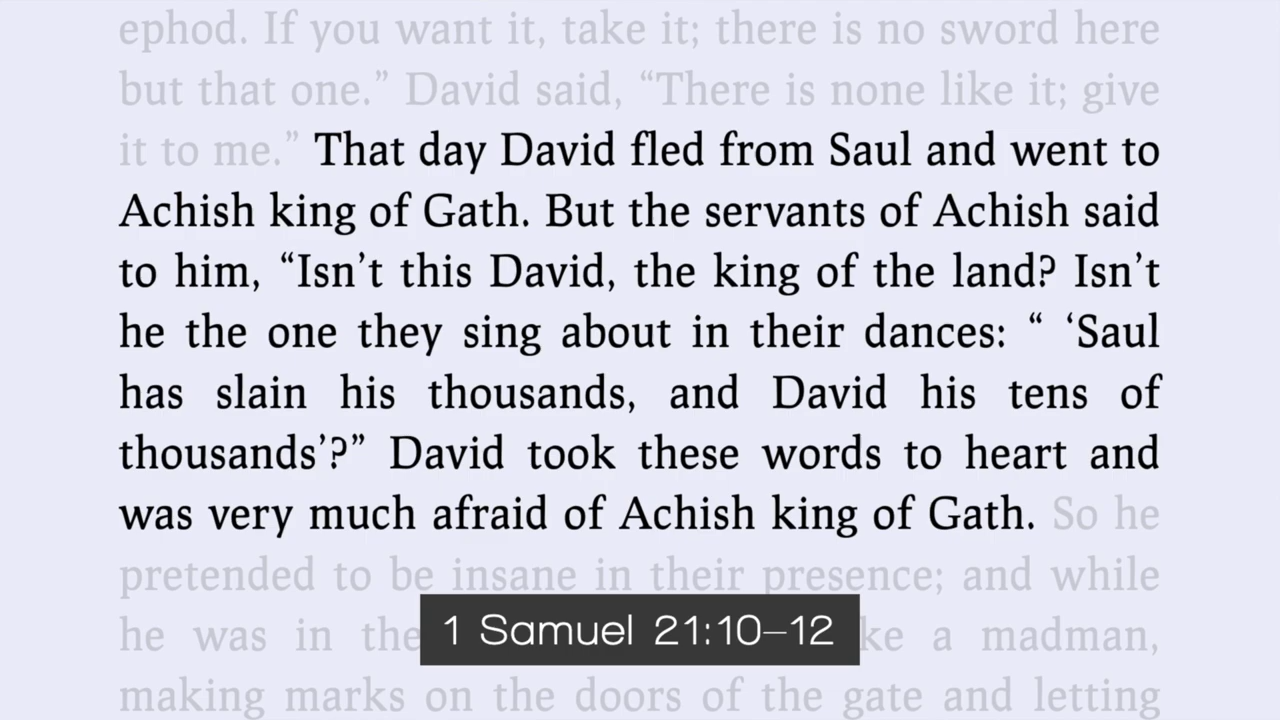 ephod. If you want it, take it; there is no sword here
but that one.” David said, “There is none like it; give
it to me.” That day David fled from Saul and went to
Achish king of Gath. But the servants of Achish said
to him, “Isn’t this David, the king of the land? Isn’t
he the one they sing about in their dances: “ ‘Saul
has slain his thousands, and David his tens of
thousands’?” David took these words to heart and
was very much afraid of Achish king of Gath. So he
pretended to be insane in their presence; and while
he was in the ke a madman,
1 Samuel 21:10–12
making marks on the doors of the gate and letting